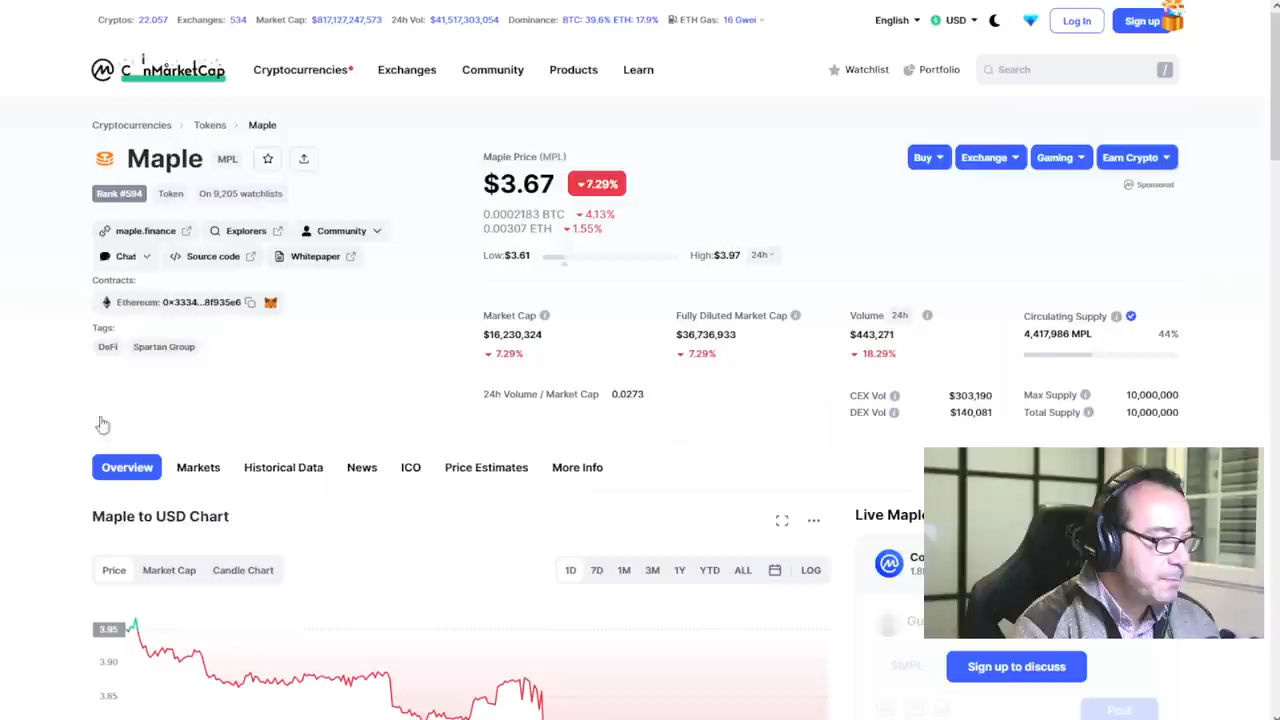 Cryptos: 22,057 Exchanges: 534 Market Cap: $817,127,247,573 24h Vol: $41,517,303,054 Dominance: BTC: 39.6% ETH: 17.9% ETH Gas: 16 Gwei
English USD Log In Sign up
CoinMarketCap Cryptocurrencies Exchanges Community Products Learn Watchlist Portfolio Search /
Cryptocurrencies > Tokens > Maple
Maple MPL
Rank #594 Token On 9,205 watchlists
maple.finance Explorers Community
Chat Source code Whitepaper
Contracts:
Ethereum: 0x3334...8f935e6
Tags:
DeFi Spartan Group
Maple Price (MPL)
$3.67 7.29%
0.0002183 BTC 4.13%
0.00307 ETH 1.55%
Low: $3.61 High: $3.97 24h
Buy Exchange Gaming Earn Crypto
Sponsored
Market Cap
$16,230,324
7.29%
Fully Diluted Market Cap
$36,736,933
7.29%
Volume 24h
$443,271
18.29%
Circulating Supply
4,417,986 MPL 44%
24h Volume / Market Cap 0.0273
CEX Vol $303,190
DEX Vol $140,081
Max Supply 10,000,000
Total Supply 10,000,000
Overview Markets Historical Data News ICO Price Estimates More Info
Maple to USD Chart
Price Market Cap Candle Chart 1D 7D 1M 3M 1Y YTD ALL LOG
3.95
3.90
3.85
Live Maple
Co
1.8
Gu
$MPL
Sign up to discuss
Post